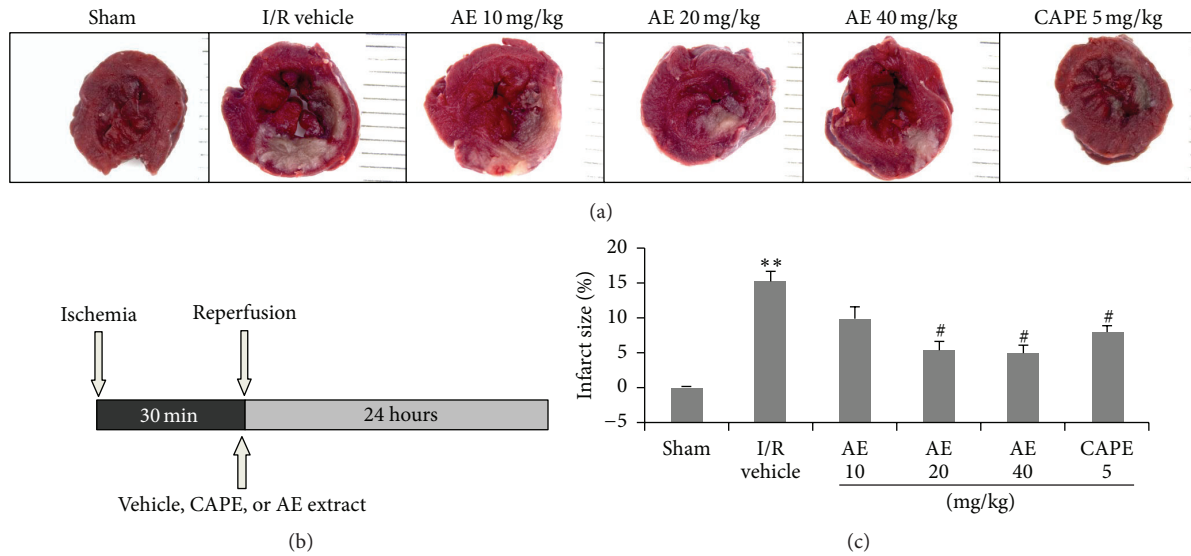 Sham I/R vehicle AE 10 mg/kg AE 20 mg/kg AE 40 mg/kg CAPE 5 mg/kg
(a)
Ischemia
Reperfusion
30 min
24 hours
Vehicle, CAPE, or AE extract
(b)
Infarct size (%)
20
15
10
5
0
−5
**
#
#
#
Sham I/R AE AE AE CAPE
vehicle 10 20 40 5
(mg/kg)
(c)